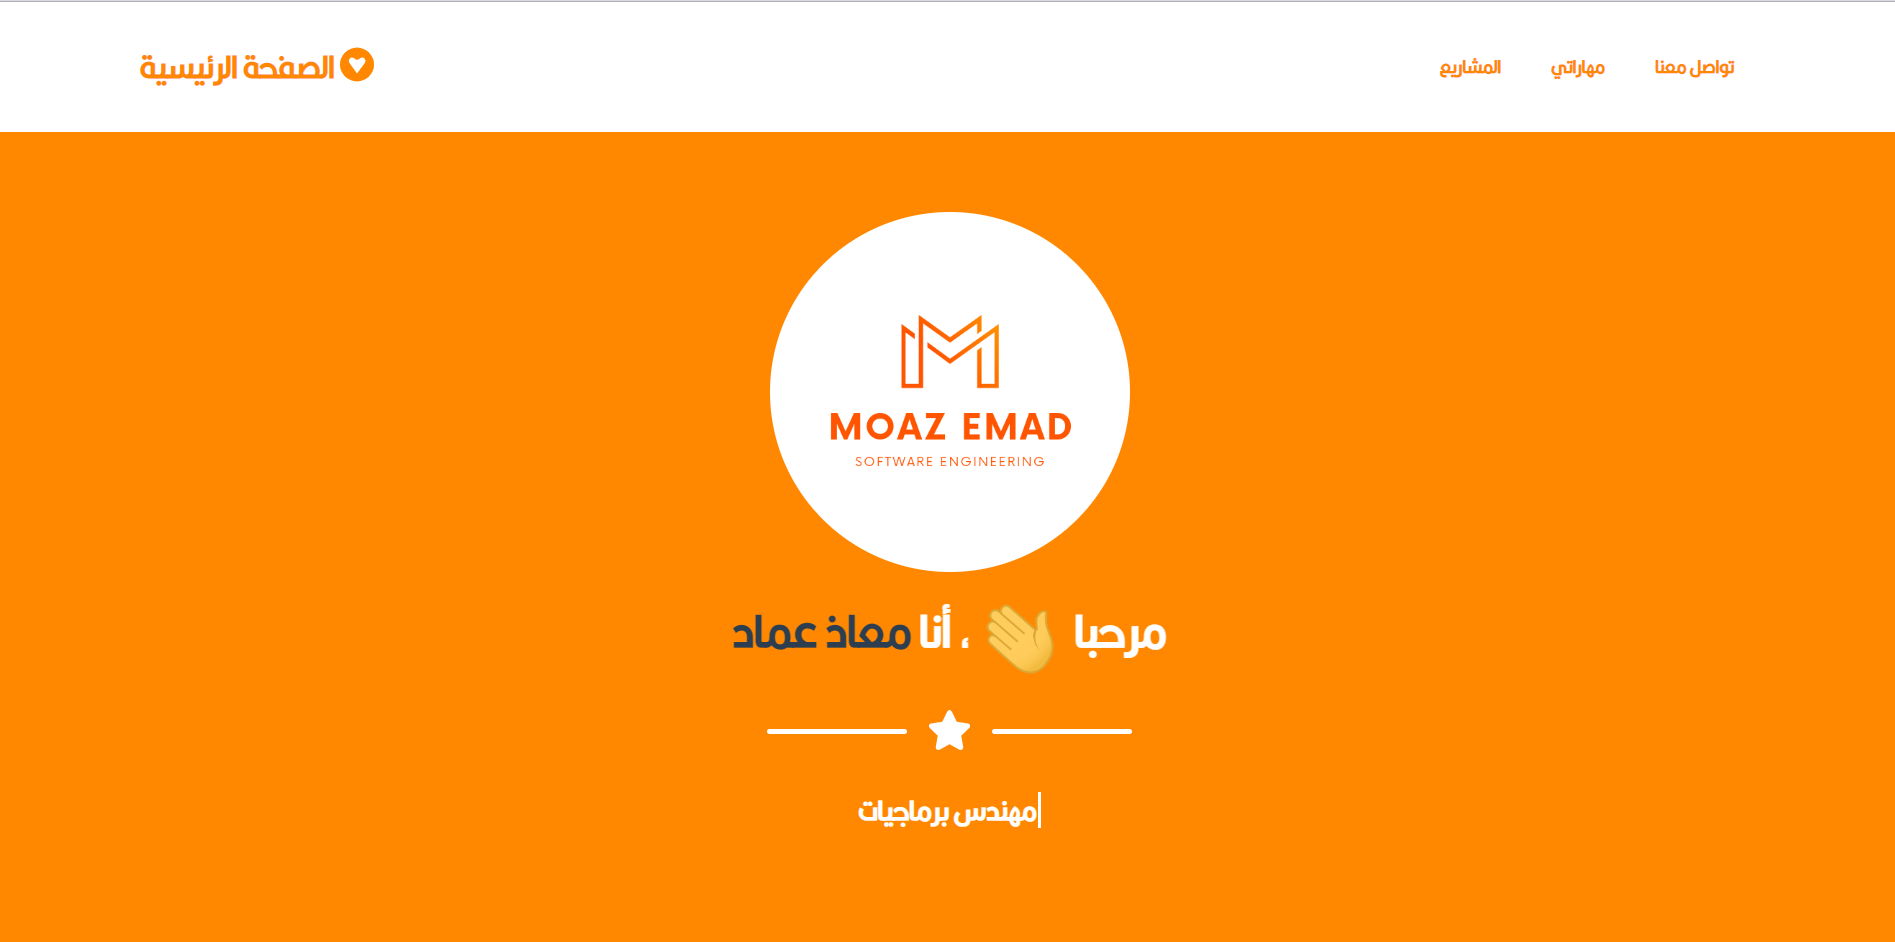 تواصل معنا
مهاراتي
المشاريع
الصفحة الرئيسية
MOAZ EMAD
SOFTWARE ENGINEERING
مرحبا 👋 ، أنا معاذ عماد
مهندس برماجيات